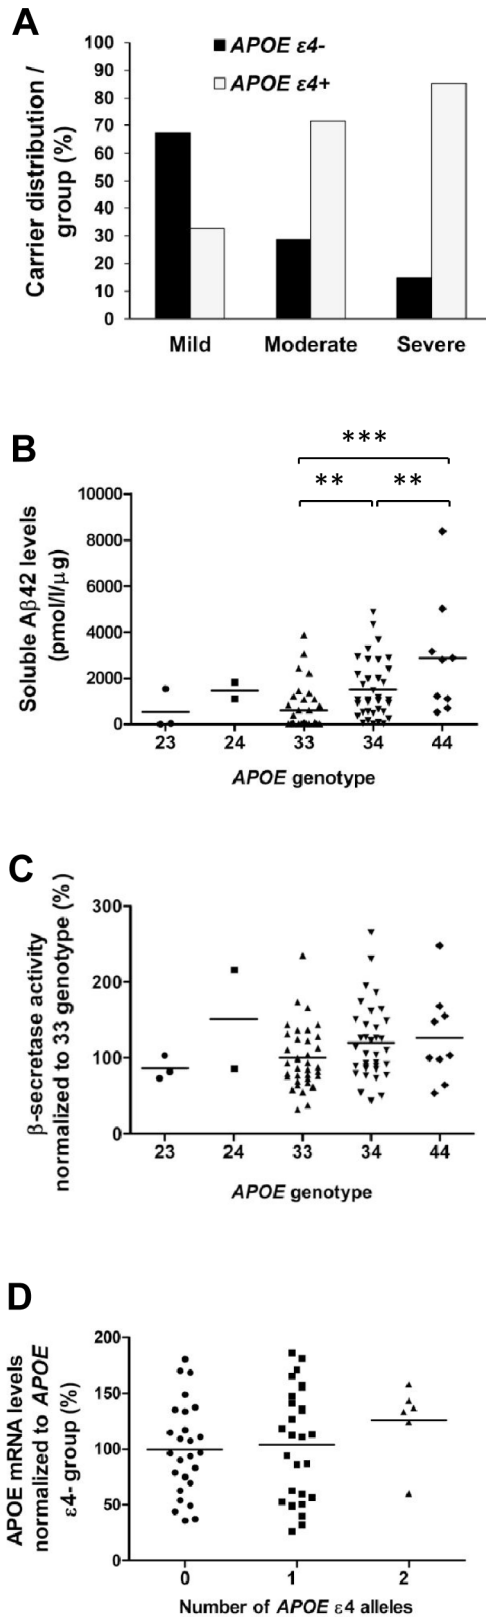 A
Carrier distribution /
group (%)
100
90
80
70
60
50
40
30
20
10
0
APOE ε4-
APOE ε4+
Mild Moderate Severe
B
***
** **
Soluble Aβ42 levels
(pmol/l/µg)
10000
8000
6000
4000
2000
0
23 24 33 34 44
APOE genotype
C
β-secretase activity
normalized to 33 genotype (%)
300
200
100
0
23 24 33 34 44
APOE genotype
D
APOE mRNA levels
normalized to APOE
ε4- group (%)
200
150
100
50
0
0 1 2
Number of APOE ε4 alleles